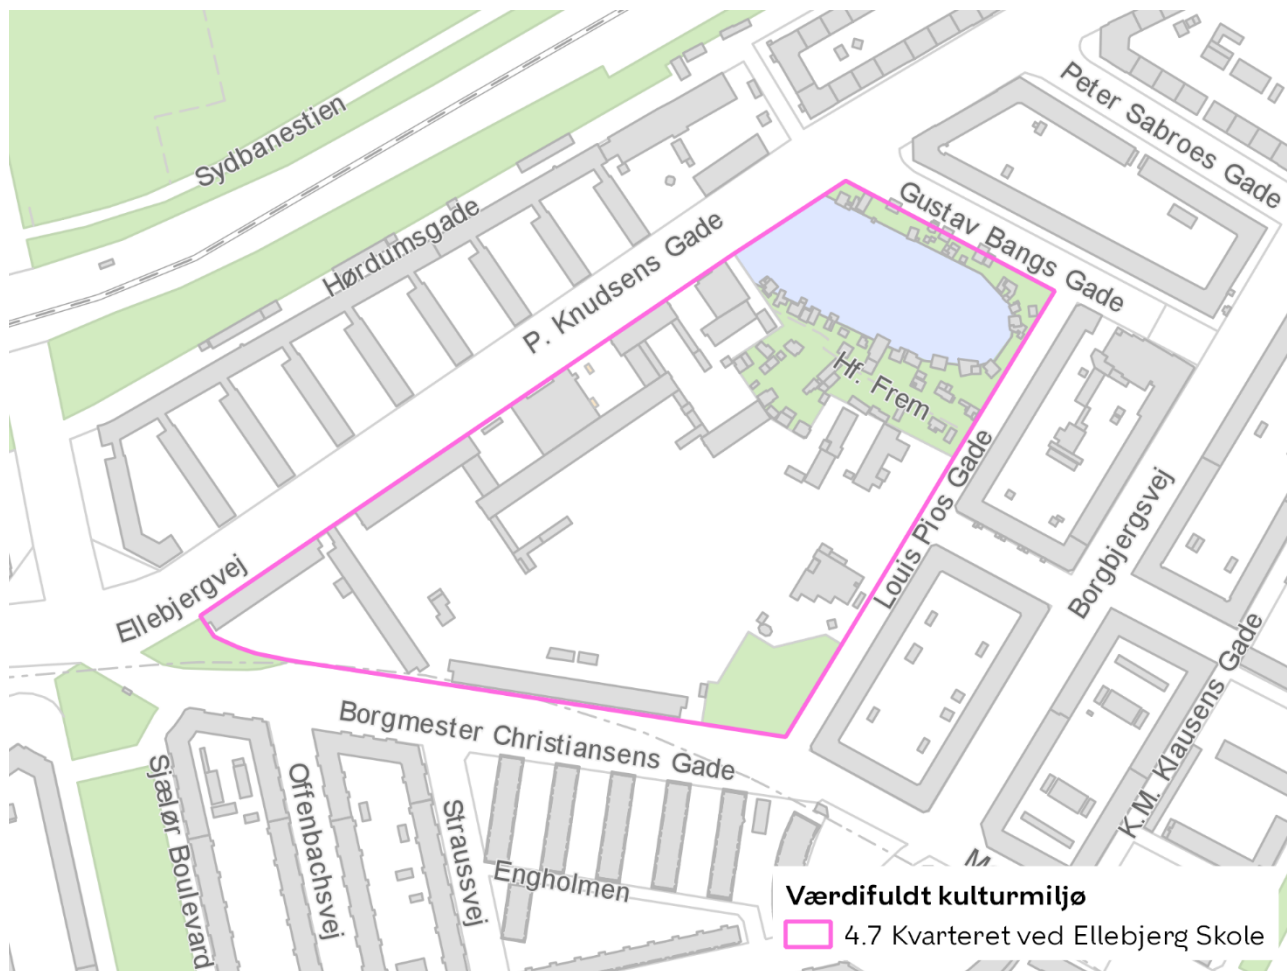 Peter Sabroes Gade
Sydbanestien
Gustav Bangs Gade
Hørdumsgade
P. Knudsens Gade
Hf. Frem
Louis Pios Gade
Borgbjergsvej
Ellebjergvej
K.M. Klausens Gade
Borgmester Christiansens Gade
Sjælør Boulevard
Offenbachsvej
Straussvej
Engholmen
Værdifuldt kulturmiljø
4.7 Kvarteret ved Ellebjerg Skole